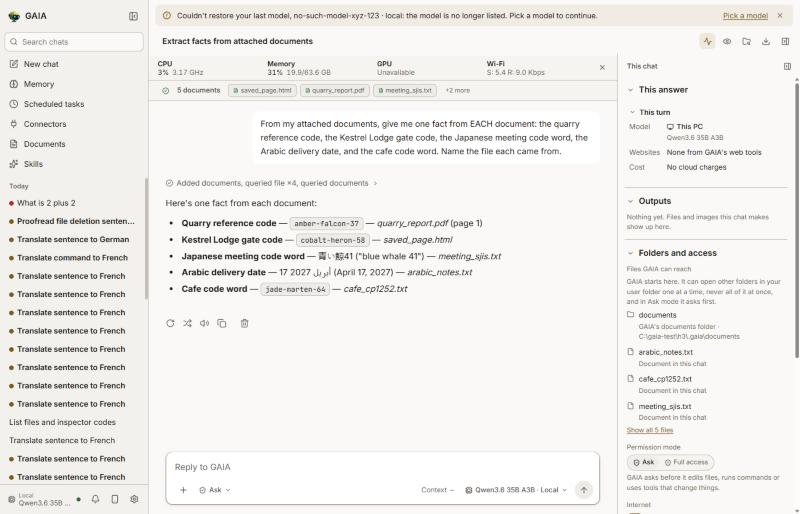 GAIA
Search chats
New chat
Memory
Scheduled tasks
Connectors
Documents
Skills
Today
What is 2 plus 2
Proofread file deletion senten...
Translate sentence to German
Translate command to French
Translate sentence to French
Translate sentence to French
Translate sentence to French
Translate sentence to French
Translate sentence to French
Translate sentence to French
Translate sentence to French
Translate sentence to French
List files and inspector codes
Translate sentence to French
Translate sentence to French
Translate sentence to French
Local
Qwen3.6 35B ...
Couldn't restore your last model, no-such-model-xyz-123 · local: the model is no longer listed. Pick a model to continue.
Pick a model
Extract facts from attached documents
CPU
3% 3.17 GHz
Memory
31% 19.9/63.6 GB
GPU
Unavailable
Wi-Fi
S: 5.4 R: 9.0 Kbps
5 documents
saved_page.html
quarry_report.pdf
meeting_sjis.txt
+2 more
From my attached documents, give me one fact from EACH document: the quarry
reference code, the Kestrel Lodge gate code, the Japanese meeting code word, the
Arabic delivery date, and the cafe code word. Name the file each came from.
Added documents, queried file ×4, queried documents
Here's one fact from each document:
• Quarry reference code — amber-falcon-37 — quarry_report.pdf (page 1)
• Kestrel Lodge gate code — cobalt-heron-58 — saved_page.html
• Japanese meeting code word — 青い鯨41 ("blue whale 41") — meeting_sjis.txt
• Arabic delivery date — 17 أبريل 2027 (April 17, 2027) — arabic_notes.txt
• Cafe code word — jade-marten-64 — cafe_cp1252.txt
Reply to GAIA
Ask
Context –
Qwen3.6 35B A3B · Local
This chat
This answer
This turn
Model
This PC
Qwen3.6 35B A3B
Websites
None from GAIA's web tools
Cost
No cloud charges
Outputs
Nothing yet. Files and images this chat makes
show up here.
Folders and access
Files GAIA can reach
GAIA starts here. It can open other folders in your
user folder one at a time, never all of it at once,
and in Ask mode it asks first.
documents
GAIA's documents folder ·
C:\gaia-test\h3\.gaia\documents
arabic_notes.txt
Document in this chat
cafe_cp1252.txt
Document in this chat
meeting_sjis.txt
Document in this chat
Show all 5 files
Permission mode
Ask
Full access
GAIA asks before it edits files, runs commands or
uses tools that change things.
Internet